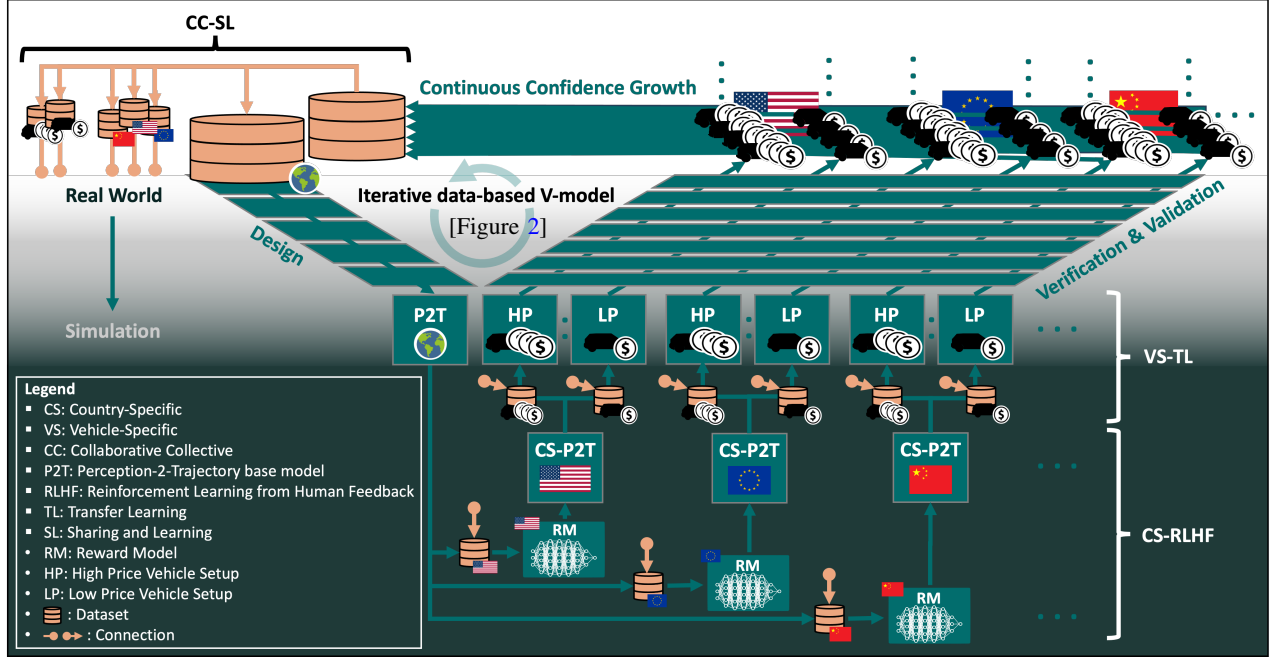 CC-SL
Continuous Confidence Growth
Real World
Iterative data-based V-model
[Figure 2]
Design
Verification & Validation
Simulation
P2T
HP
LP
HP
LP
HP
LP
VS-TL
CS-P2T
CS-P2T
CS-P2T
CS-RLHF
RM
RM
RM
Legend
▪ CS: Country-Specific
▪ VS: Vehicle-Specific
▪ CC: Collaborative Collective
▪ P2T: Perception-2-Trajectory base model
▪ RLHF: Reinforcement Learning from Human Feedback
▪ TL: Transfer Learning
▪ SL: Sharing and Learning
• RM: Reward Model
• HP: High Price Vehicle Setup
• LP: Low Price Vehicle Setup
• : Dataset
• : Connection